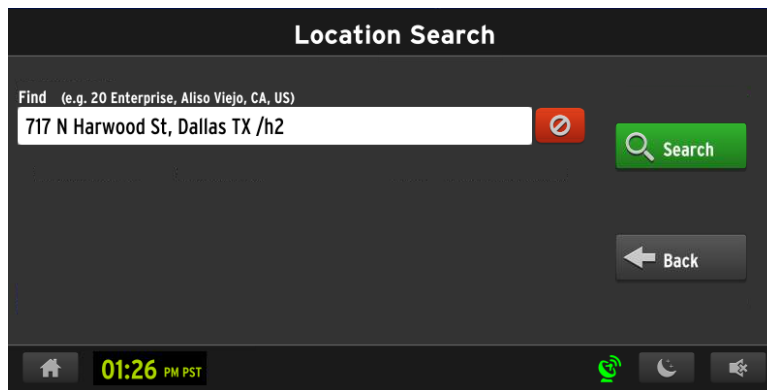 Location Search
Find (e.g. 20 Enterprise, Aliso Viejo, CA, US)
717 N Harwood St, Dallas TX /h2
Search
Back
01:26 PM PST